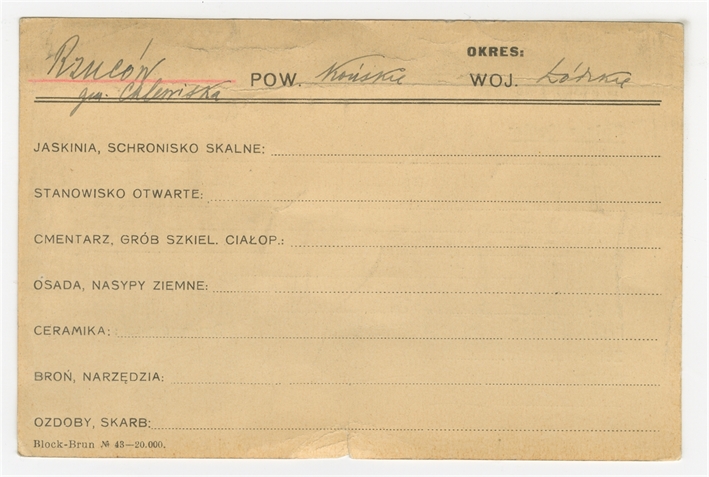 OKRES:
Rzuców POW. Końskie WOJ. Łódzkie
gm. Chlewiska
JASKINIA, SCHRONISKO SKALNE:
STANOWISKO OTWARTE:
CMENTARZ, GRÓB SZKIEL. CIAŁOP.:
OSADA, NASYPY ZIEMNE:
CERAMIKA:
BROŃ, NARZĘDZIA:
OZDOBY, SKARB:
Block-Brun № 43—20.000.